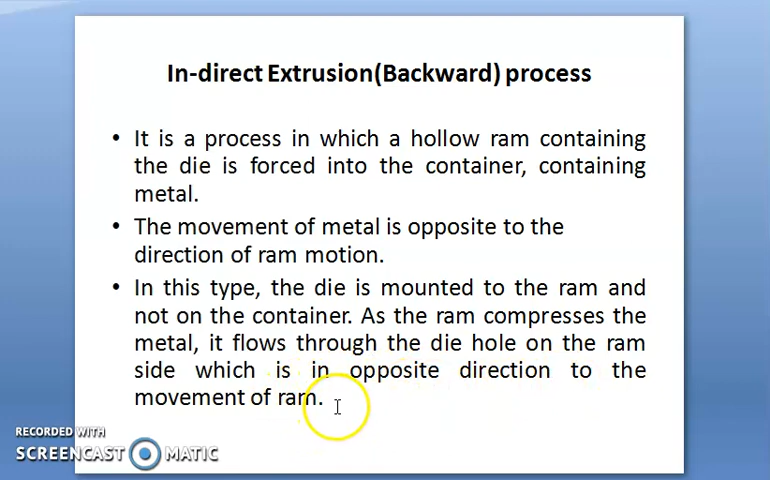 In-direct Extrusion(Backward) process
• It is a process in which a hollow ram containing
the die is forced into the container, containing
metal.
• The movement of metal is opposite to the
direction of ram motion.
• In this type, the die is mounted to the ram and
not on the container. As the ram compresses the
metal, it flows through the die hole on the ram
side which is in opposite direction to the
movement of ram.
RECORDED WITH
SCREENCAST MATIC